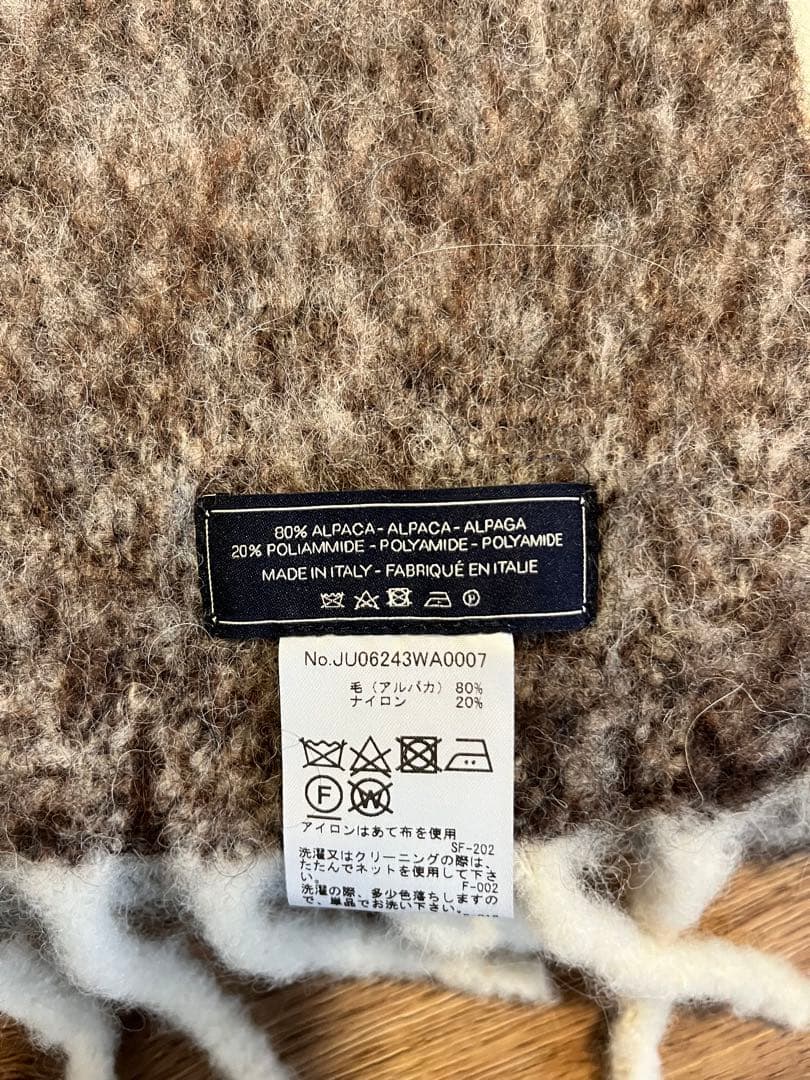 80% ALPACA - ALPACA - ALPAGA
20% POLIAMMIDE - POLYAMIDE - POLYAMIDE
MADE IN ITALY - FABRIQUÉ EN ITALIE
P
No.JU06243WA0007
毛（アルパカ） 80%
ナイロン 20%
F W
アイロンはあて布を使用
SF-202
洗濯又はクリーニングの際は、
たたんでネットを使用して下さ
い。 F-002
洗濯の際、多少色落ちしますの
で、単品でお洗い下さい。